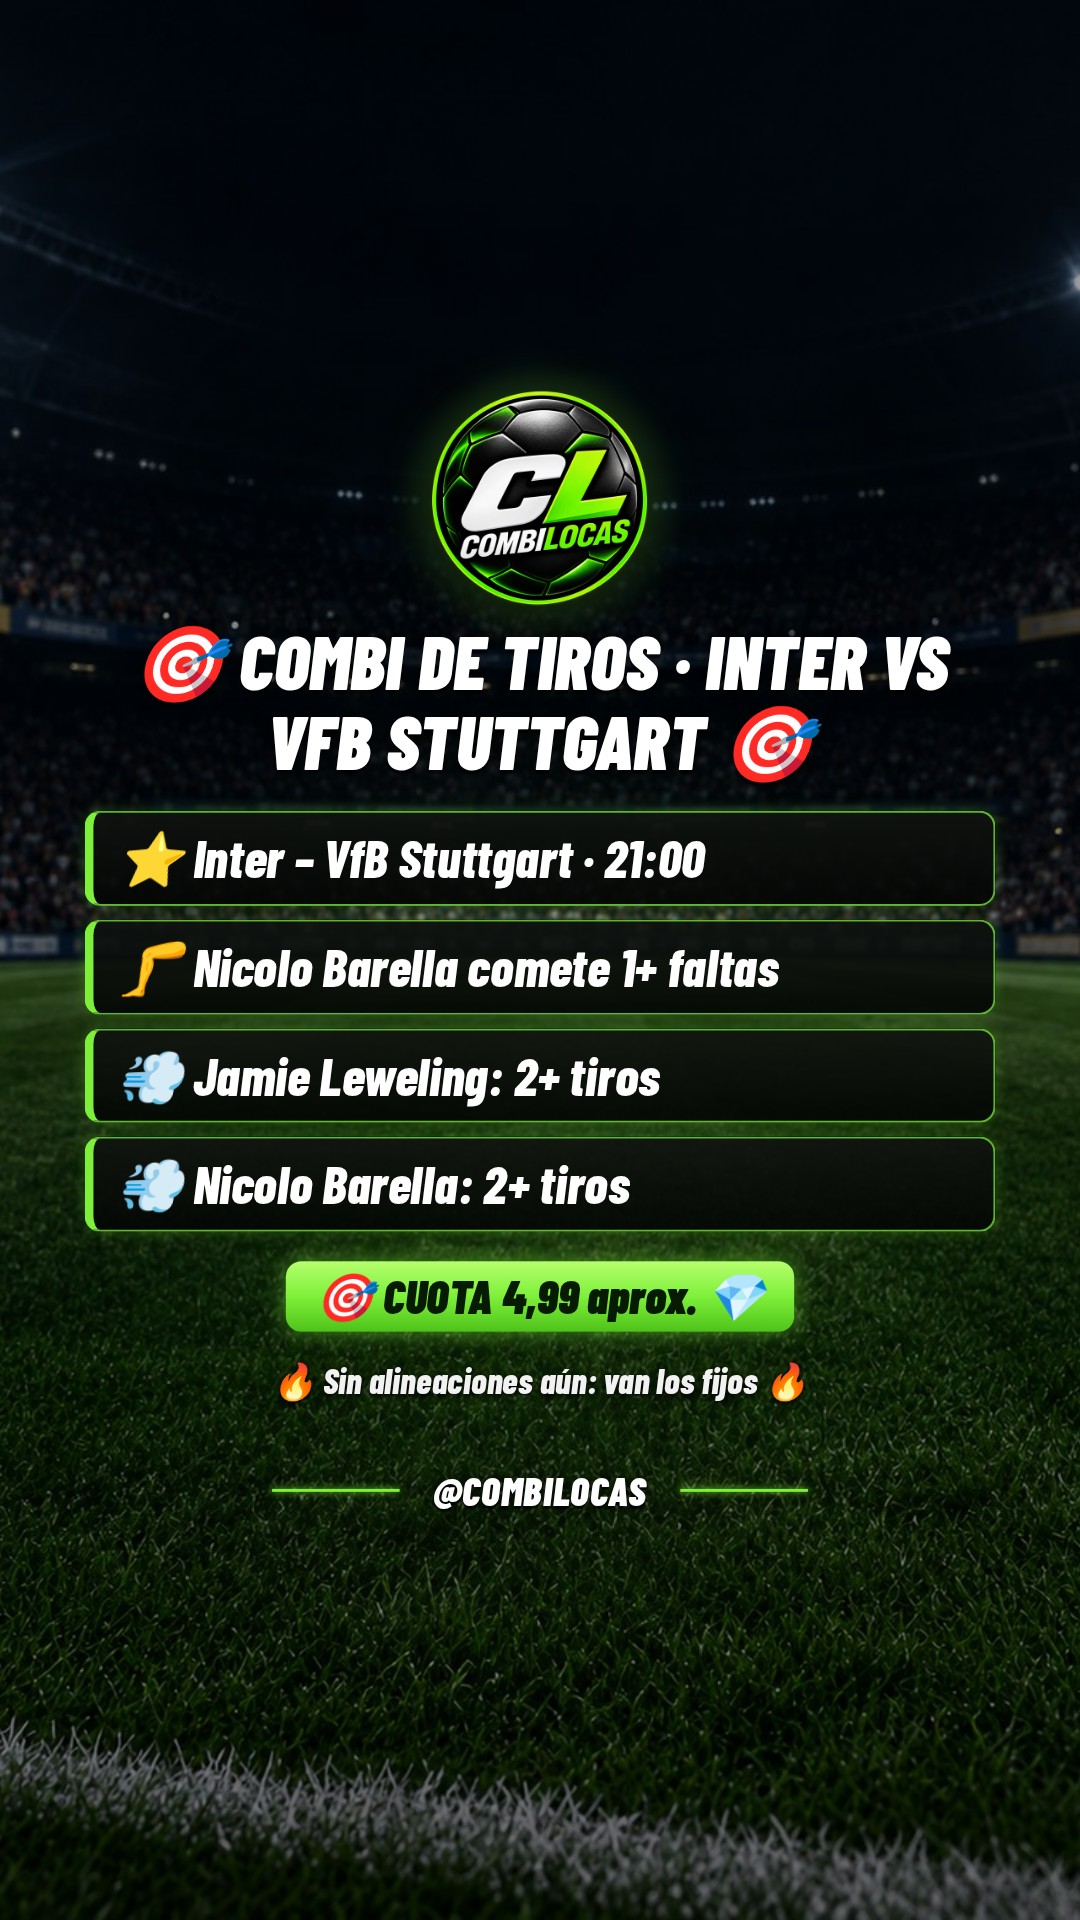 CL
COMBILOCAS
🎯 COMBI DE TIROS · INTER VS
VFB STUTTGART 🎯
⭐ Inter – VfB Stuttgart · 21:00
🦵 Nicolo Barella comete 1+ faltas
💨 Jamie Leweling: 2+ tiros
💨 Nicolo Barella: 2+ tiros
🎯 CUOTA 4,99 aprox. 💎
🔥 Sin alineaciones aún: van los fijos 🔥
@COMBILOCAS